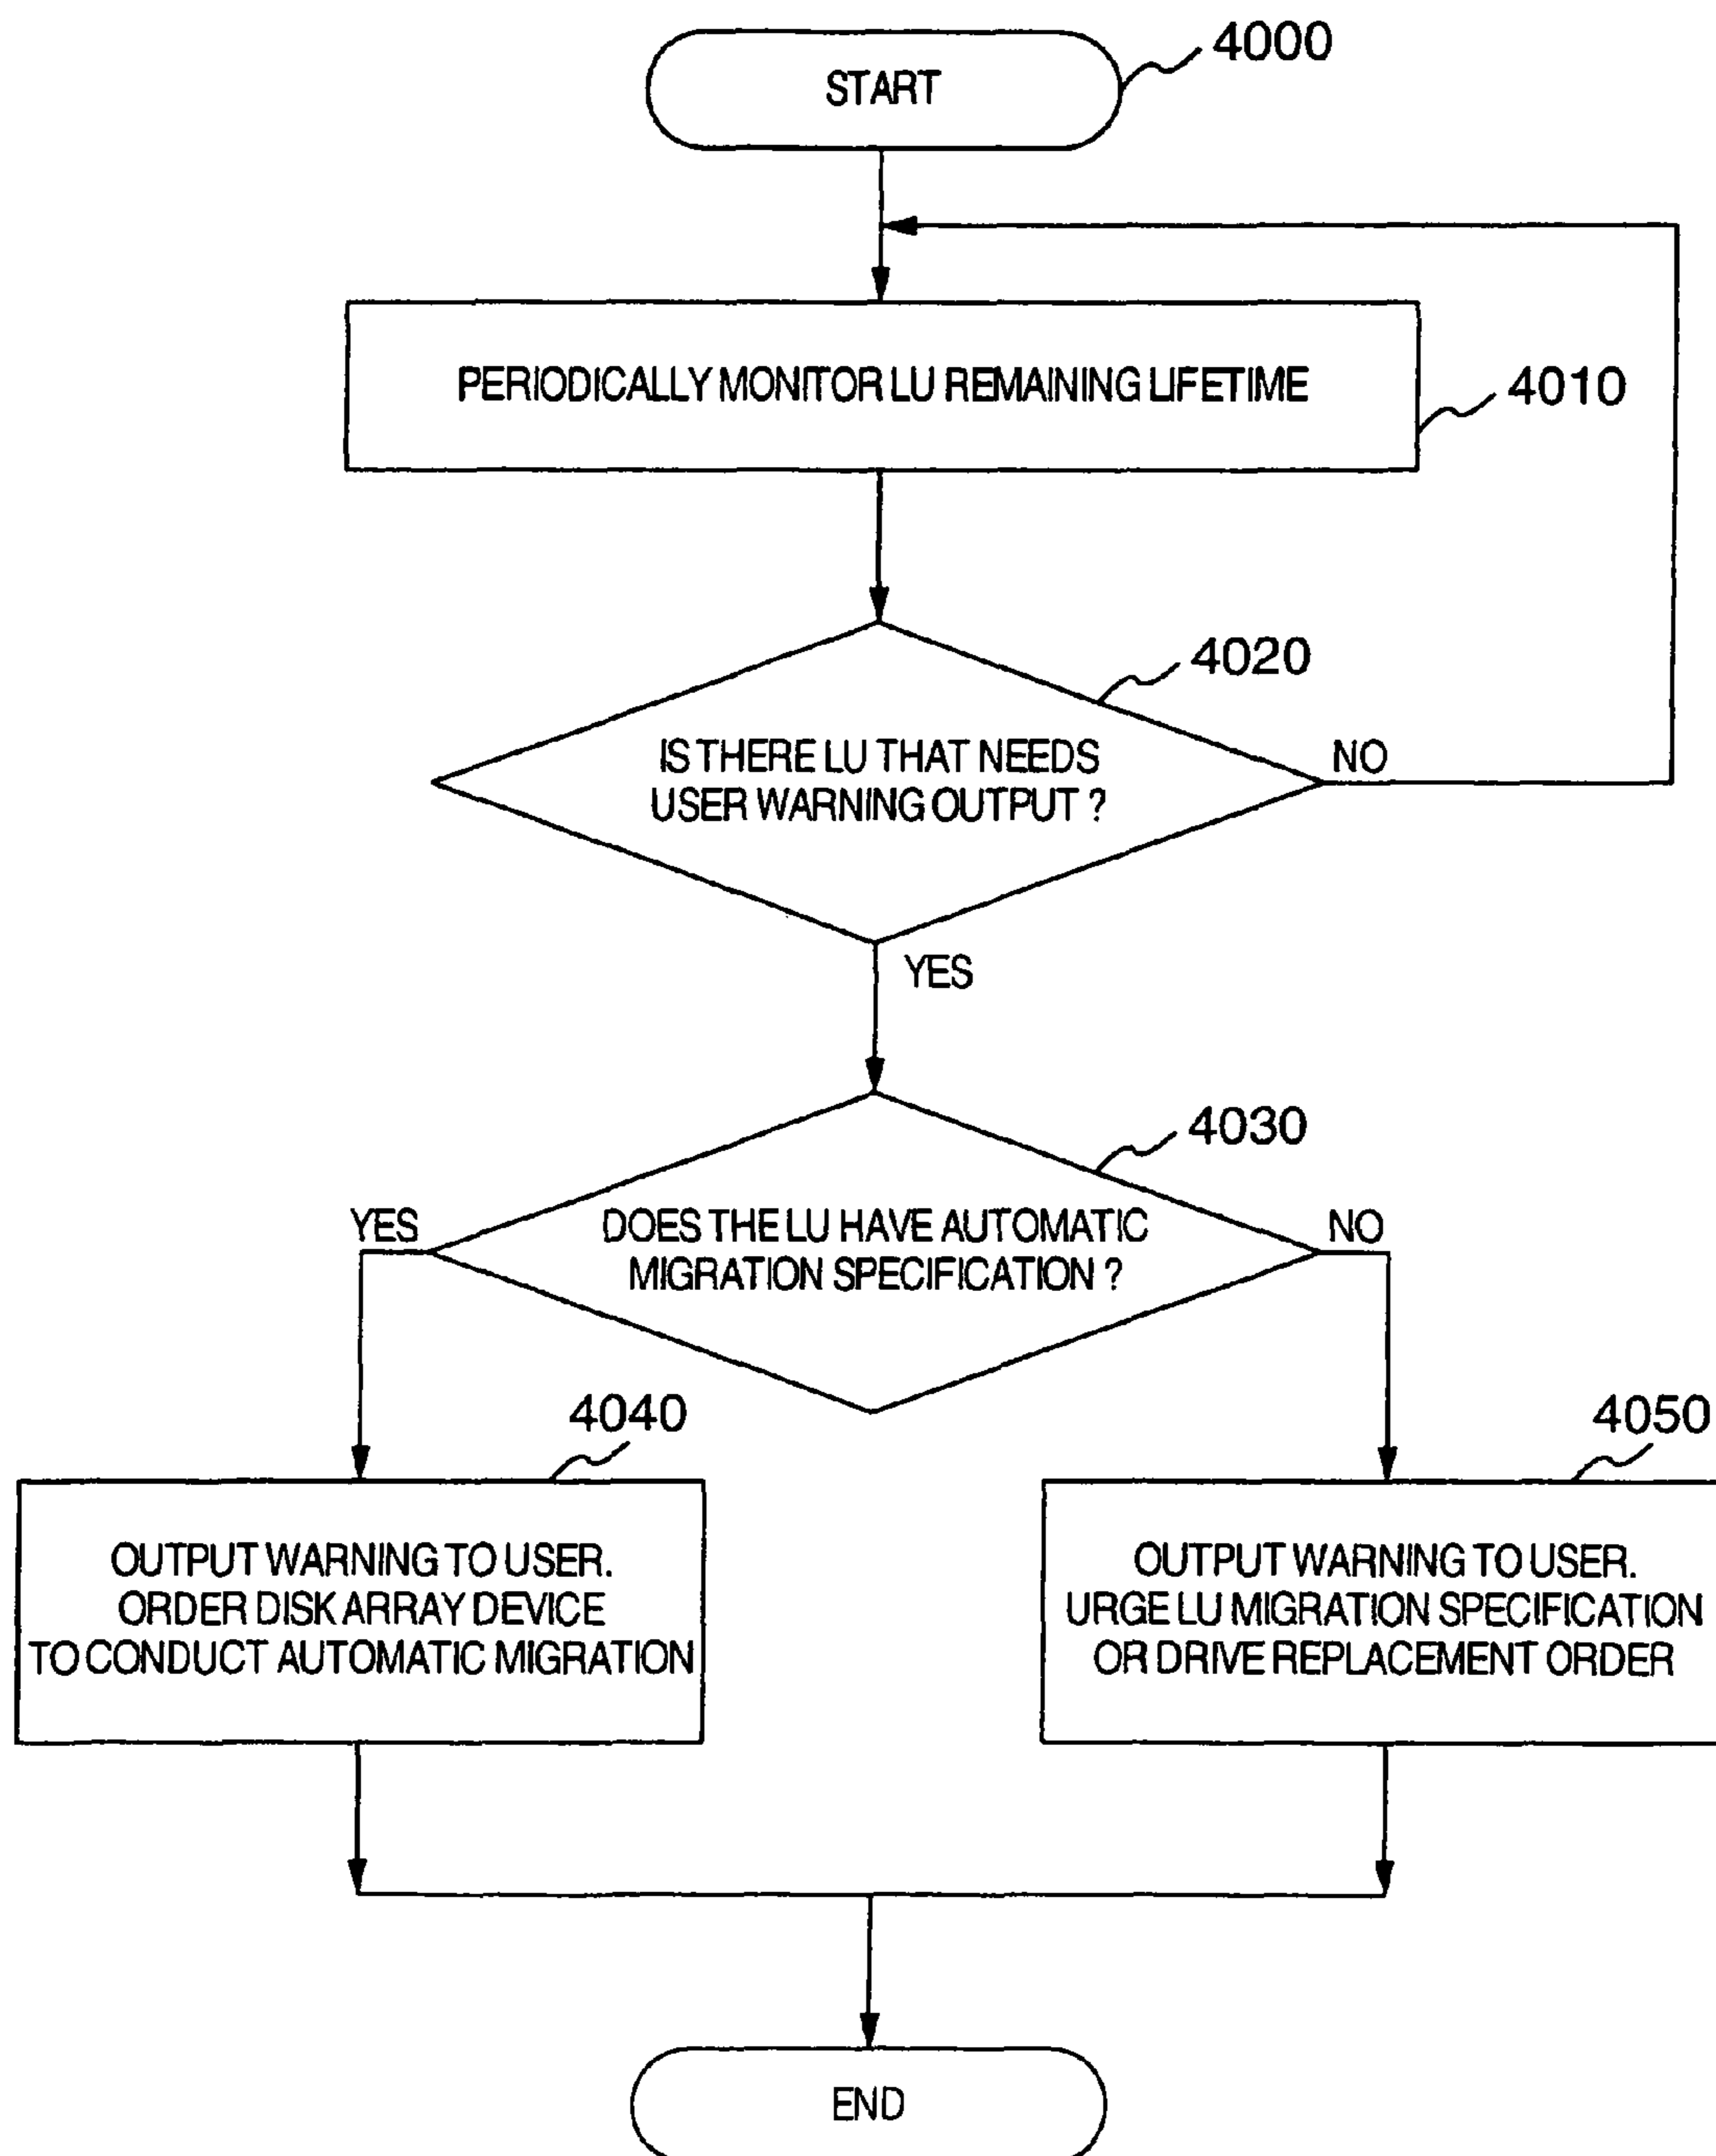 START
4000
PERIODICALLY MONITOR LU REMAINING LIFETIME
4010
4020
IS THERE LU THAT NEEDS
USER WARNING OUTPUT ?
NO
YES
4030
YES
DOES THE LU HAVE AUTOMATIC
MIGRATION SPECIFICATION ?
NO
4040
OUTPUT WARNING TO USER.
ORDER DISK ARRAY DEVICE
TO CONDUCT AUTOMATIC MIGRATION
4050
OUTPUT WARNING TO USER.
URGE LU MIGRATION SPECIFICATION
OR DRIVE REPLACEMENT ORDER
END